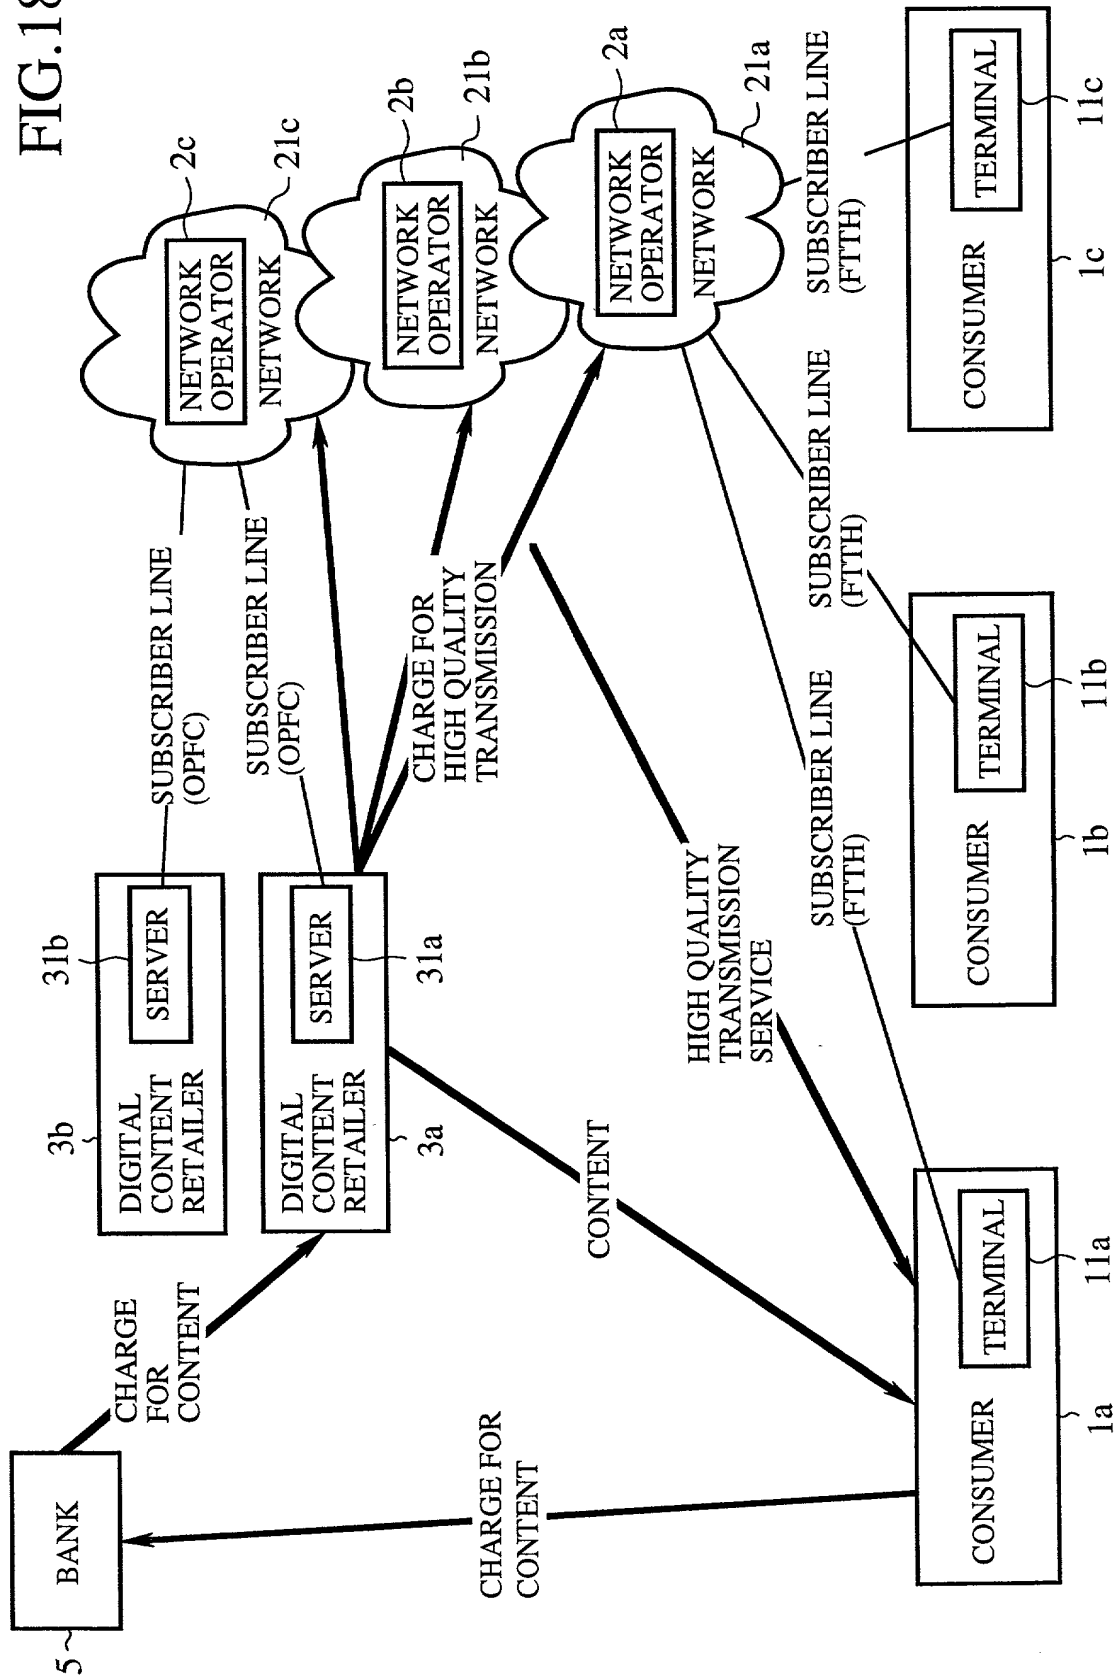 FIG.18
BANK
5
CHARGE
FOR
CONTENT
3b
DIGITAL
CONTENT
RETAILER
SERVER
31b
DIGITAL
CONTENT
RETAILER
SERVER
3a
31a
SUBSCRIBER LINE
(OPFC)
SUBSCRIBER LINE
(OPFC)
NETWORK
OPERATOR
NETWORK
2c
21c
NETWORK
OPERATOR
NETWORK
2b
21b
NETWORK
OPERATOR
NETWORK
2a
21a
CHARGE FOR
HIGH QUALITY
TRANSMISSION
CHARGE FOR
CONTENT
CONTENT
HIGH QUALITY
TRANSMISSION
SERVICE
SUBSCRIBER LINE
(FTTH)
SUBSCRIBER LINE
(FTTH)
SUBSCRIBER LINE
(FTTH)
CONSUMER
TERMINAL
1a
11a
CONSUMER
TERMINAL
1b
11b
CONSUMER
TERMINAL
1c
11c